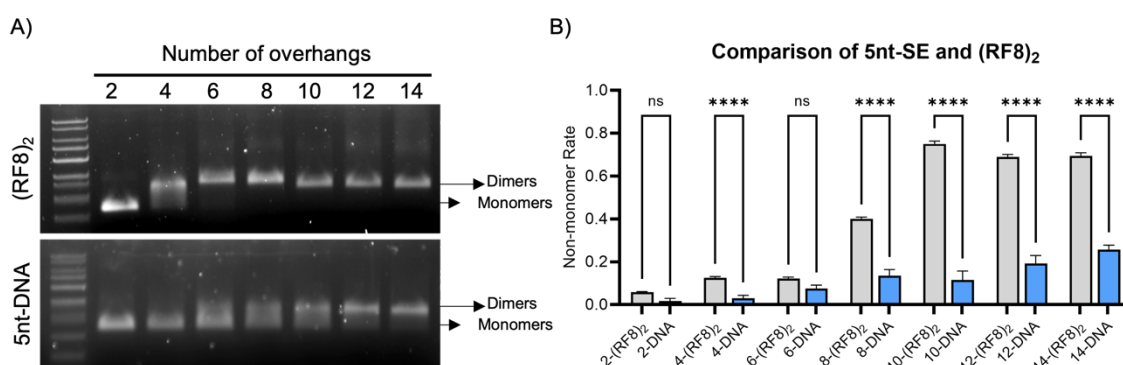 A)
Number of overhangs
2 4 6 8 10 12 14
(RF8)₂
Dimers
Monomers
5nt-DNA
Dimers
Monomers
B)
Comparison of 5nt-SE and (RF8)₂
ns **** ns **** **** **** ****
Non-monomer Rate
1.0
0.8
0.6
0.4
0.2
0.0
2-(RF8)₂
2-DNA
4-(RF8)₂
4-DNA
6-(RF8)₂
6-DNA
8-(RF8)₂
8-DNA
10-(RF8)₂
10-DNA
12-(RF8)₂
12-DNA
14-(RF8)₂
14-DNA